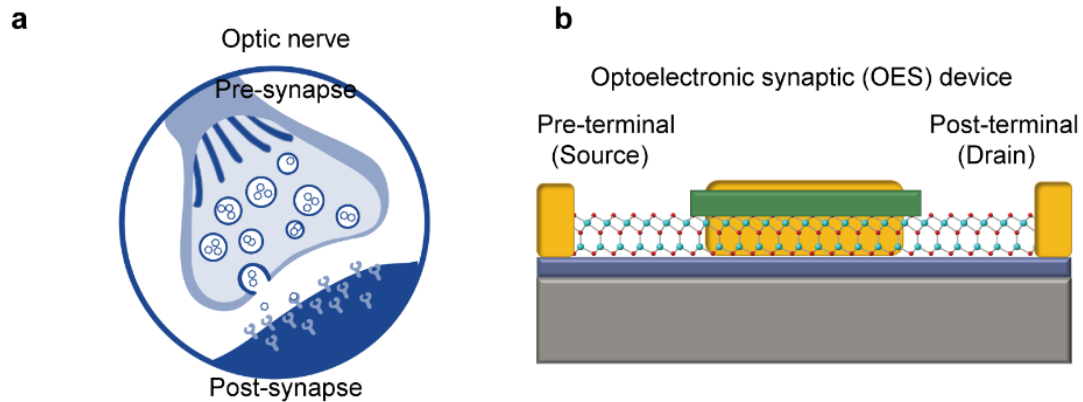 a
Optic nerve
Pre-synapse
Post-synapse
b
Optoelectronic synaptic (OES) device
Pre-terminal
(Source)
Post-terminal
(Drain)